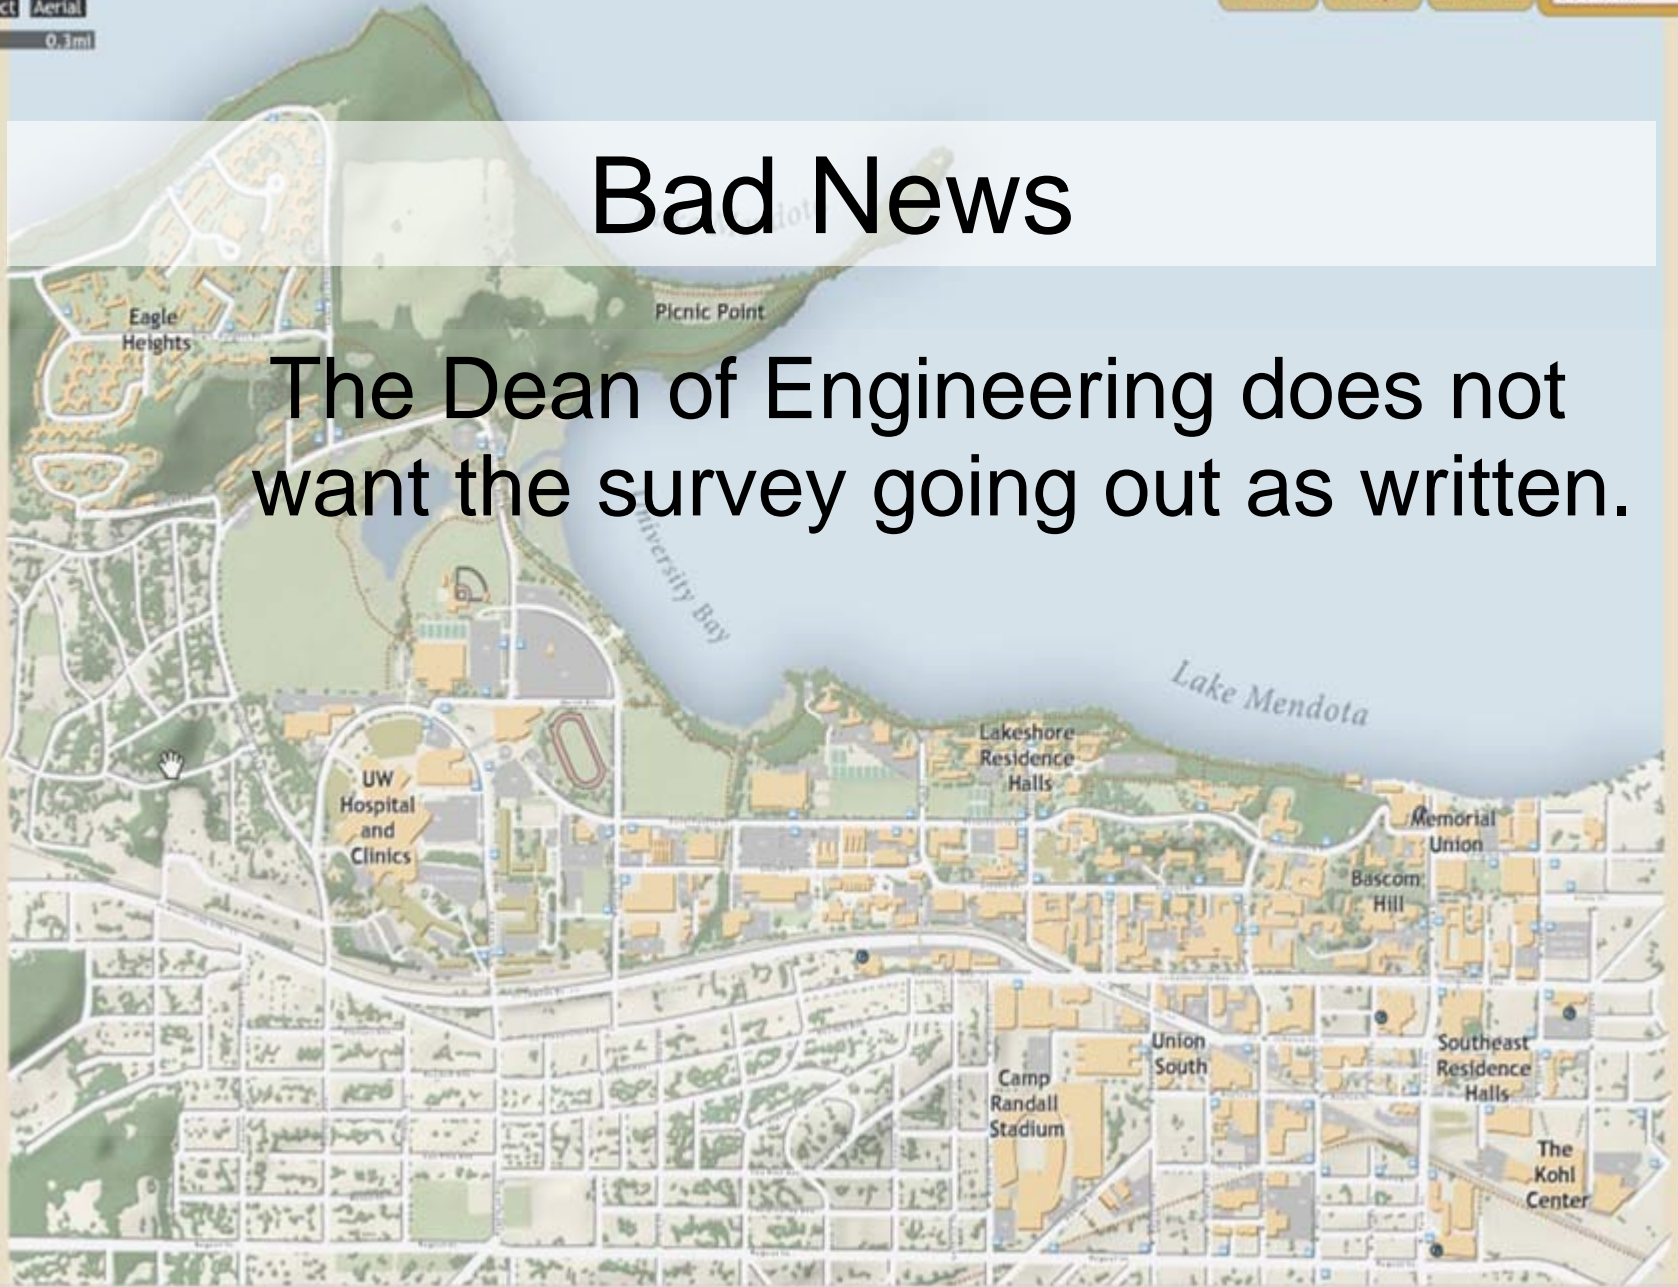 ct Aerial
0.3mi
Bad News
Picnic Point
Eagle
Heights
The Dean of Engineering does not
want the survey going out as written.
University Bay
Lake Mendota
Lakeshore
Residence
Halls
UW
Hospital
and
Clinics
Memorial
Union
Bascom
Hill
Union
South
Southeast
Residence
Halls
Camp
Randall
Stadium
The
Kohl
Center